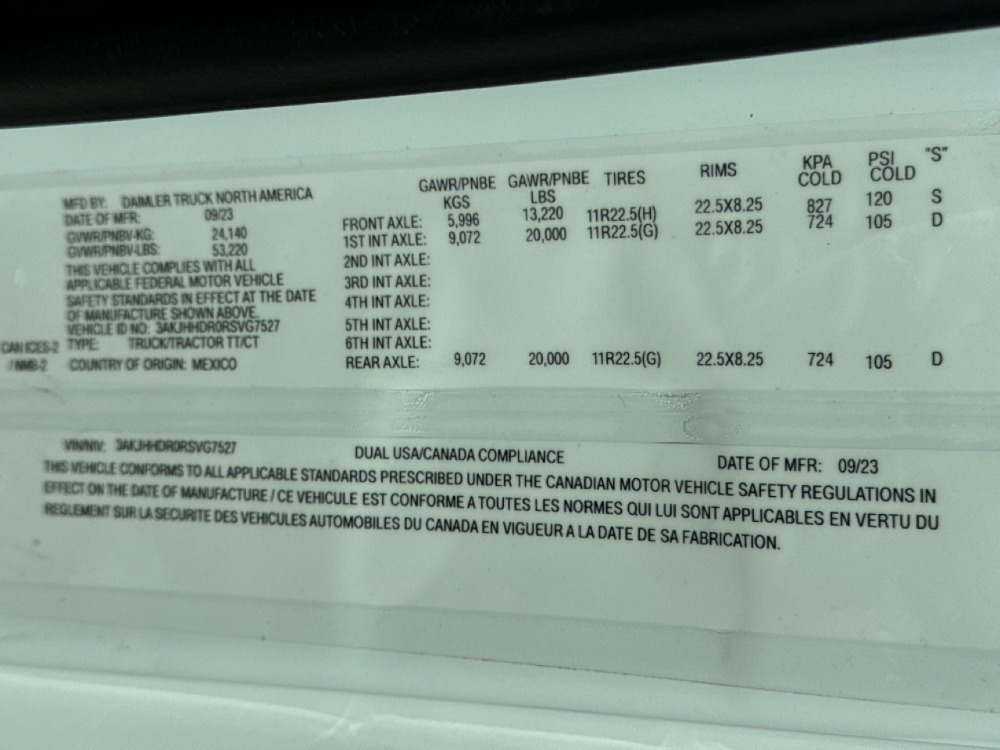 MFD BY: DAIMLER TRUCK NORTH AMERICA
DATE OF MFR: 09/23
GVWR/PNBV-KG: 24,140
GVWR/PNBV-LBS: 53,220
THIS VEHICLE COMPLIES WITH ALL
APPLICABLE FEDERAL MOTOR VEHICLE
SAFETY STANDARDS IN EFFECT AT THE DATE
OF MANUFACTURE SHOWN ABOVE.
VEHICLE ID NO: 3AKJHHDR0RSVG7527
CAN ICES-2 TYPE: TRUCK/TRACTOR TT/CT
/ NMB-2 COUNTRY OF ORIGIN: MEXICO
GAWR/PNBE GAWR/PNBE TIRES RIMS KPA PSI "S"
KGS LBS COLD COLD
FRONT AXLE: 5,996 13,220 11R22.5(H) 22.5X8.25 827 120 S
1ST INT AXLE: 9,072 20,000 11R22.5(G) 22.5X8.25 724 105 D
2ND INT AXLE:
3RD INT AXLE:
4TH INT AXLE:
5TH INT AXLE:
6TH INT AXLE:
REAR AXLE: 9,072 20,000 11R22.5(G) 22.5X8.25 724 105 D
VIN/NIV: 3AKJHHDR0RSVG7527 DUAL USA/CANADA COMPLIANCE DATE OF MFR: 09/23
THIS VEHICLE CONFORMS TO ALL APPLICABLE STANDARDS PRESCRIBED UNDER THE CANADIAN MOTOR VEHICLE SAFETY REGULATIONS IN
EFFECT ON THE DATE OF MANUFACTURE / CE VEHICULE EST CONFORME A TOUTES LES NORMES QUI LUI SONT APPLICABLES EN VERTU DU
REGLEMENT SUR LA SECURITE DES VEHICULES AUTOMOBILES DU CANADA EN VIGUEUR A LA DATE DE SA FABRICATION.